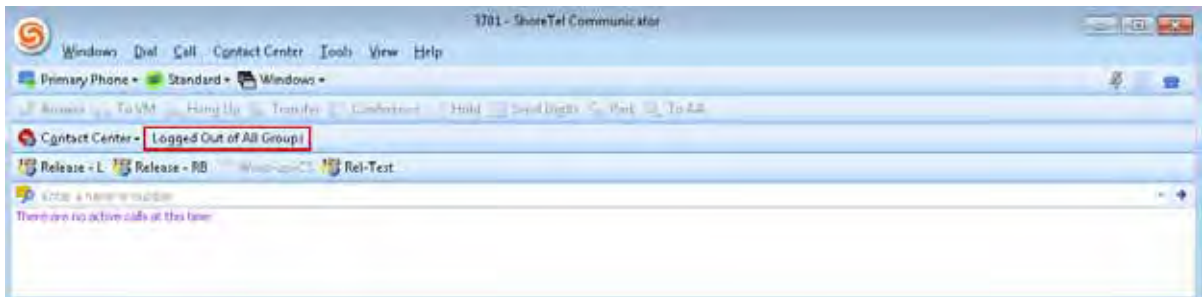 3701 - ShoreTel Communicator
Windows Dial Call Contact Center Tools View Help
Primary Phone Standard Windows
To VM Hang Up Transfer Conference Hold Send Digits Park To AA
Contact Center Logged Out of All Groups
Release - L Release - RB Rel-Test
Enter a name or number
There are no active calls at this time